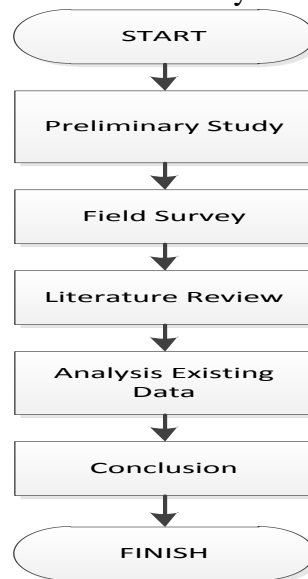 START
Preliminary Study
Field Survey
Literature Review
Analysis Existing
Data
Conclusion
FINISH